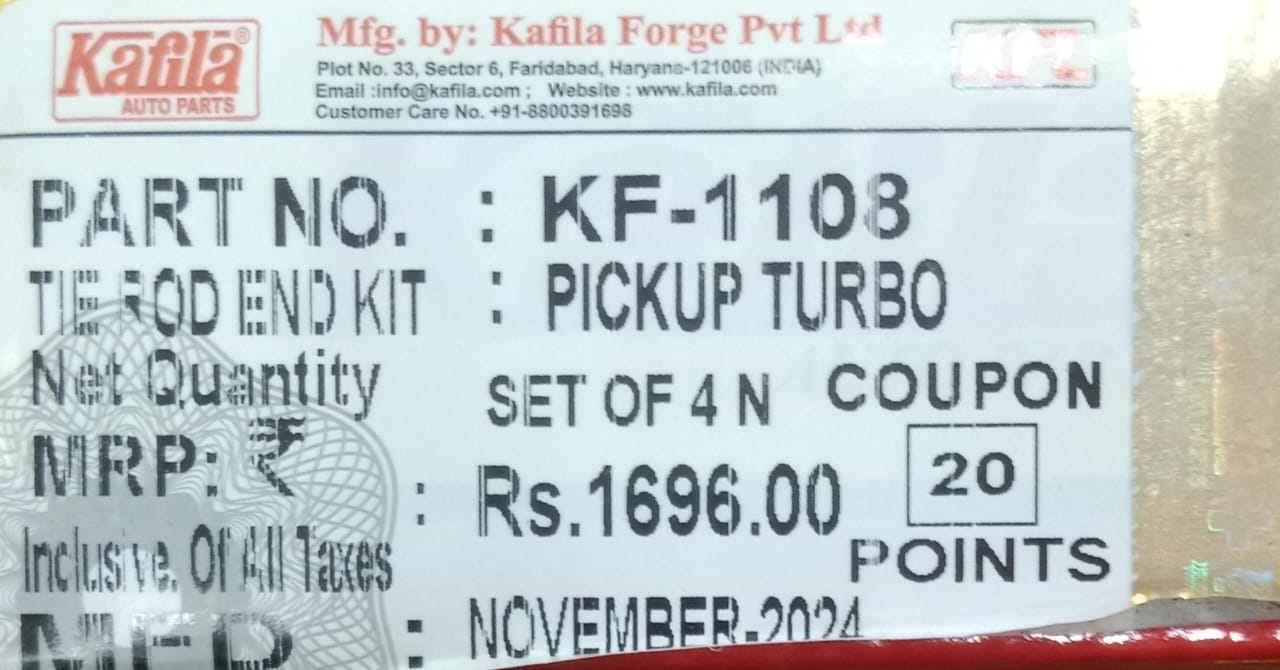 Kafila®
AUTO PARTS
Mfg. by: Kafila Forge Pvt Ltd
Plot No. 33, Sector 6, Faridabad, Haryana-121006 (INDIA)
Email :info@kafila.com ; Website : www.kafila.com
Customer Care No. +91-8800391698
KFL
PART NO. : KF-1108
TIE ROD END KIT : PICKUP TURBO
Net Quantity SET OF 4 N
MRP: ₹ : Rs.1696.00
Inclusive. Of All Taxes
COUPON
20
POINTS
MFD : NOVEMBER-2024